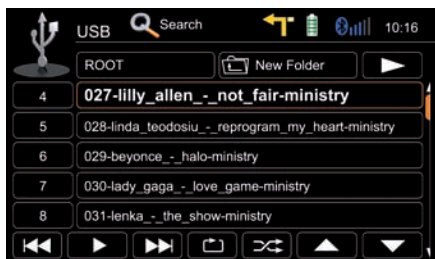 USB Search 10:16
ROOT New Folder
4 027-lilly_allen_-_not_fair-ministry
5 028-linda_teodosiu_-_reprogram_my_heart-ministry
6 029-beyonce_-_halo-ministry
7 030-lady_gaga_-_love_game-ministry
8 031-lenka_-_the_show-ministry